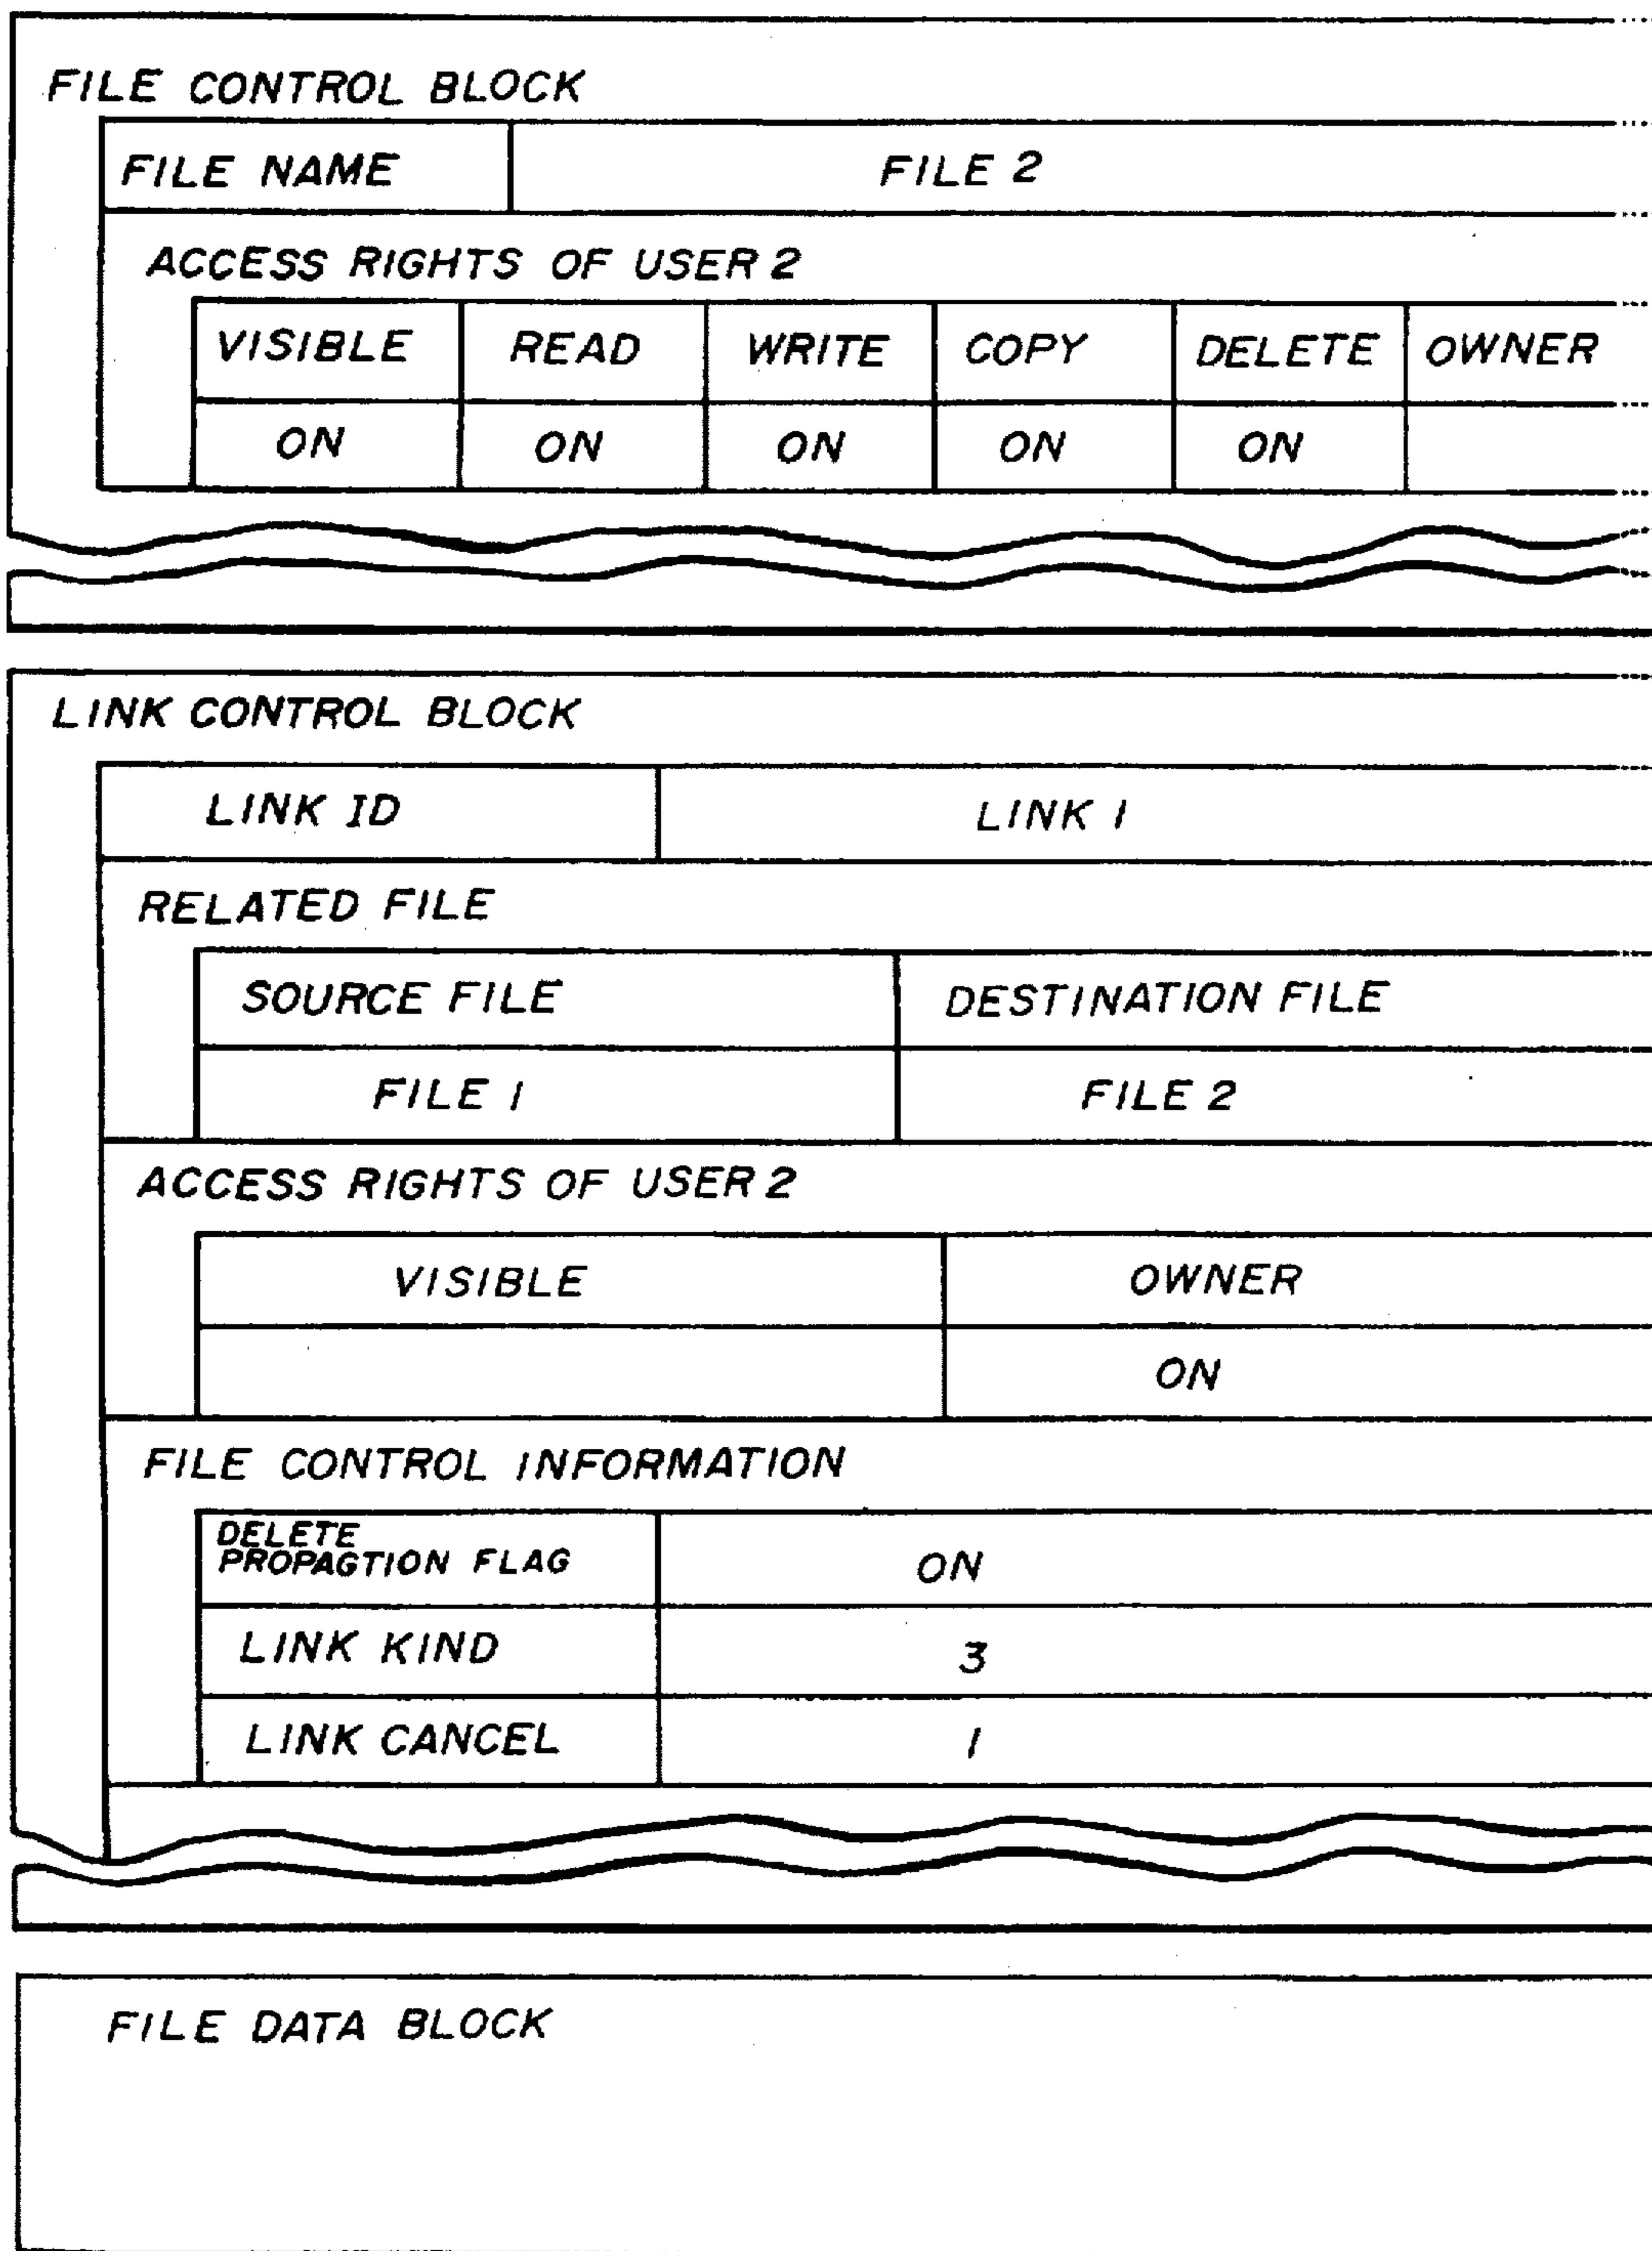 FILE CONTROL BLOCK
FILE NAME FILE 2
ACCESS RIGHTS OF USER 2
VISIBLE READ WRITE COPY DELETE OWNER
ON ON ON ON ON
LINK CONTROL BLOCK
LINK ID LINK 1
RELATED FILE
SOURCE FILE DESTINATION FILE
FILE 1 FILE 2
ACCESS RIGHTS OF USER 2
VISIBLE OWNER
ON
FILE CONTROL INFORMATION
DELETE
PROPAGTION FLAG ON
LINK KIND 3
LINK CANCEL 1
FILE DATA BLOCK